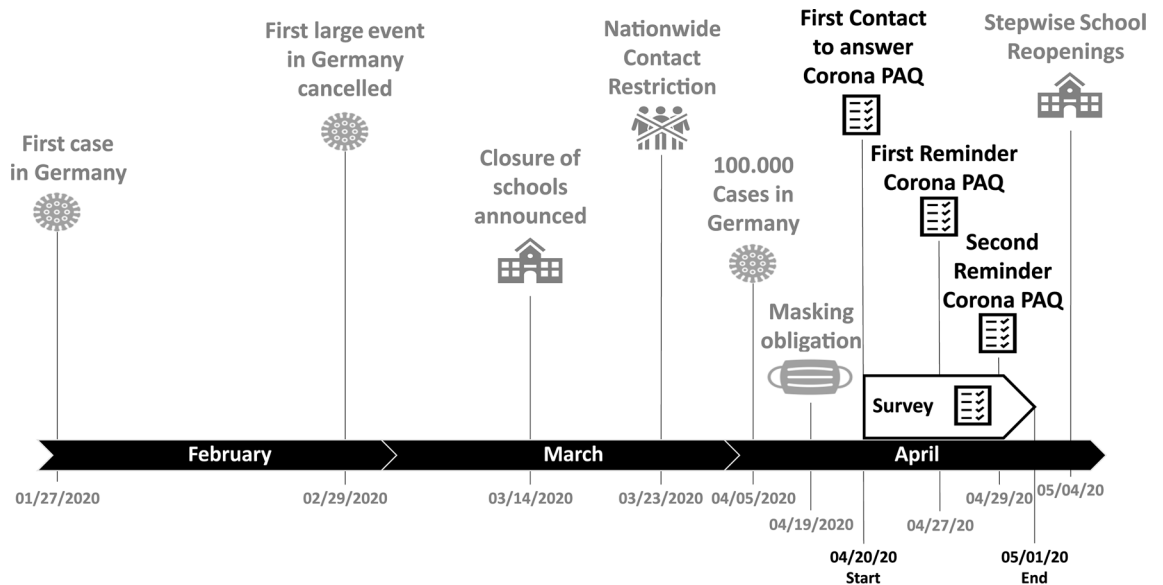 First case
in Germany
First large event
in Germany
cancelled
Closure of
schools
announced
Nationwide
Contact
Restriction
100.000
Cases in
Germany
Masking
obligation
First Contact
to answer
Corona PAQ
First Reminder
Corona PAQ
Second
Reminder
Corona PAQ
Stepwise School
Reopenings
Survey
February
March
April
01/27/2020
02/29/2020
03/14/2020
03/23/2020
04/05/2020
04/19/2020
04/20/20
Start
04/27/20
04/29/20
05/01/20
End
05/04/20